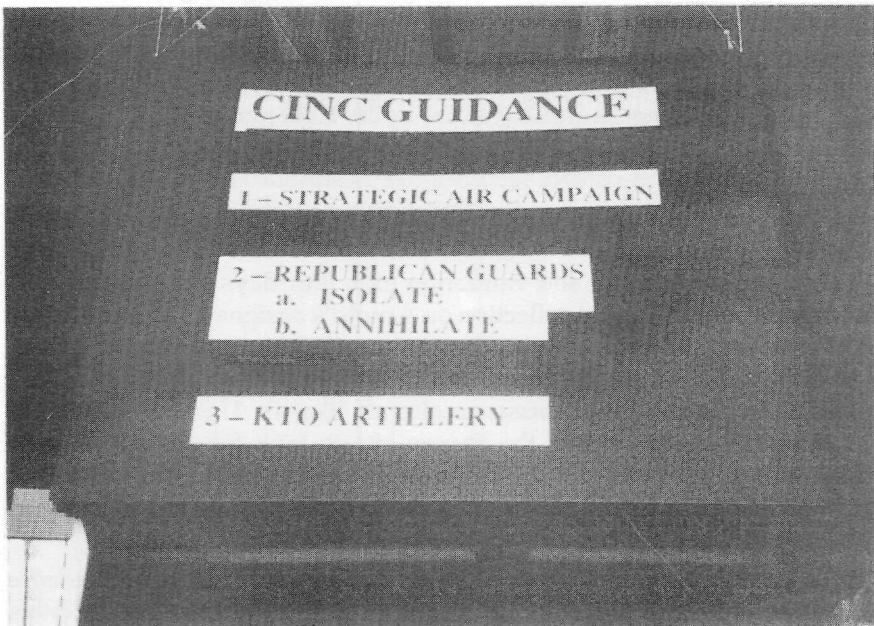 CINC GUIDANCE
1 – STRATEGIC AIR CAMPAIGN
2 – REPUBLICAN GUARDS
a. ISOLATE
b. ANNIHILATE
3 – KTO ARTILLERY